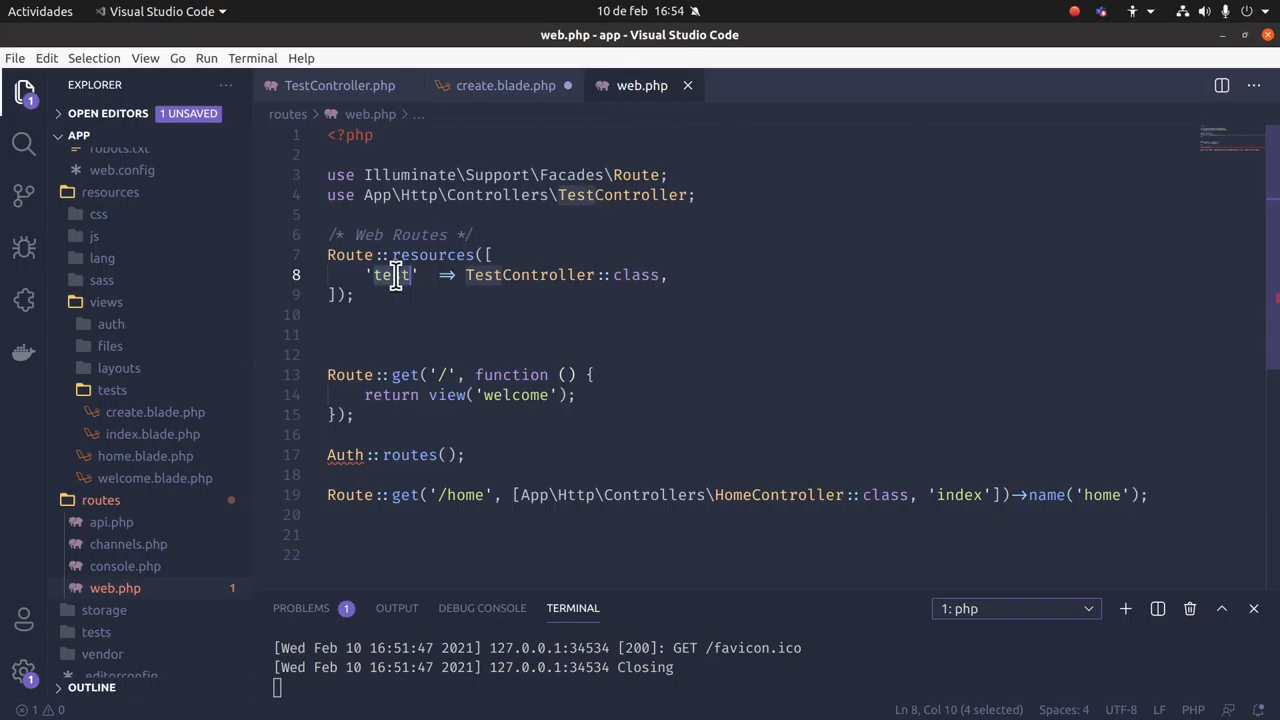 Actividades
Visual Studio Code
10 de feb 16:54
web.php - app - Visual Studio Code
File Edit Selection View Go Run Terminal Help
1
1
EXPLORER
OPEN EDITORS 1 UNSAVED
APP
robots.txt
web.config
resources
css
js
lang
sass
views
auth
files
layouts
tests
create.blade.php
index.blade.php
home.blade.php
welcome.blade.php
routes
api.php
channels.php
console.php
web.php 1
storage
tests
vendor
.editorconfig
OUTLINE
TestController.php create.blade.php web.php
routes > web.php > ...
1 <?php
2
3 use Illuminate\Support\Facades\Route;
4 use App\Http\Controllers\TestController;
5
6 /* Web Routes */
7 Route::resources([
8 'test' => TestController::class,
9 ]);
10
11
12
13 Route::get('/', function () {
14 return view('welcome');
15 });
16
17 Auth::routes();
18
19 Route::get('/home', [App\Http\Controllers\HomeController::class, 'index'])->name('home');
20
21
22
PROBLEMS 1 OUTPUT DEBUG CONSOLE TERMINAL 1: php
[Wed Feb 10 16:51:47 2021] 127.0.0.1:34534 [200]: GET /favicon.ico
[Wed Feb 10 16:51:47 2021] 127.0.0.1:34534 Closing
1 0 Ln 8, Col 10 (4 selected) Spaces: 4 UTF-8 LF PHP